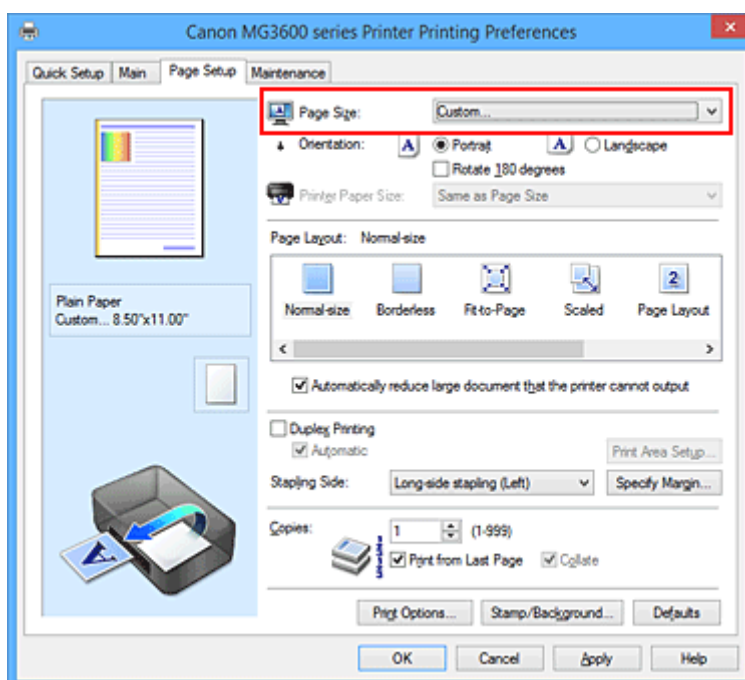 Canon MG3600 series Printer Printing Preferences
Quick Setup Main Page Setup Maintenance
Page Size: Custom...
Orientation: A Portrait A Landscape
Rotate 180 degrees
Printer Paper Size: Same as Page Size
Page Layout: Normal-size
2
Normal-size Borderless Fit-to-Page Scaled Page Layout
Plain Paper
Custom... 8.50"x11.00"
Automatically reduce large document that the printer cannot output
Duplex Printing
Automatic Print Area Setup...
Stapling Side: Long-side stapling (Left) Specify Margin...
Copies: 1 (1-999)
Print from Last Page Collate
A
Print Options... Stamp/Background... Defaults
OK Cancel Apply Help